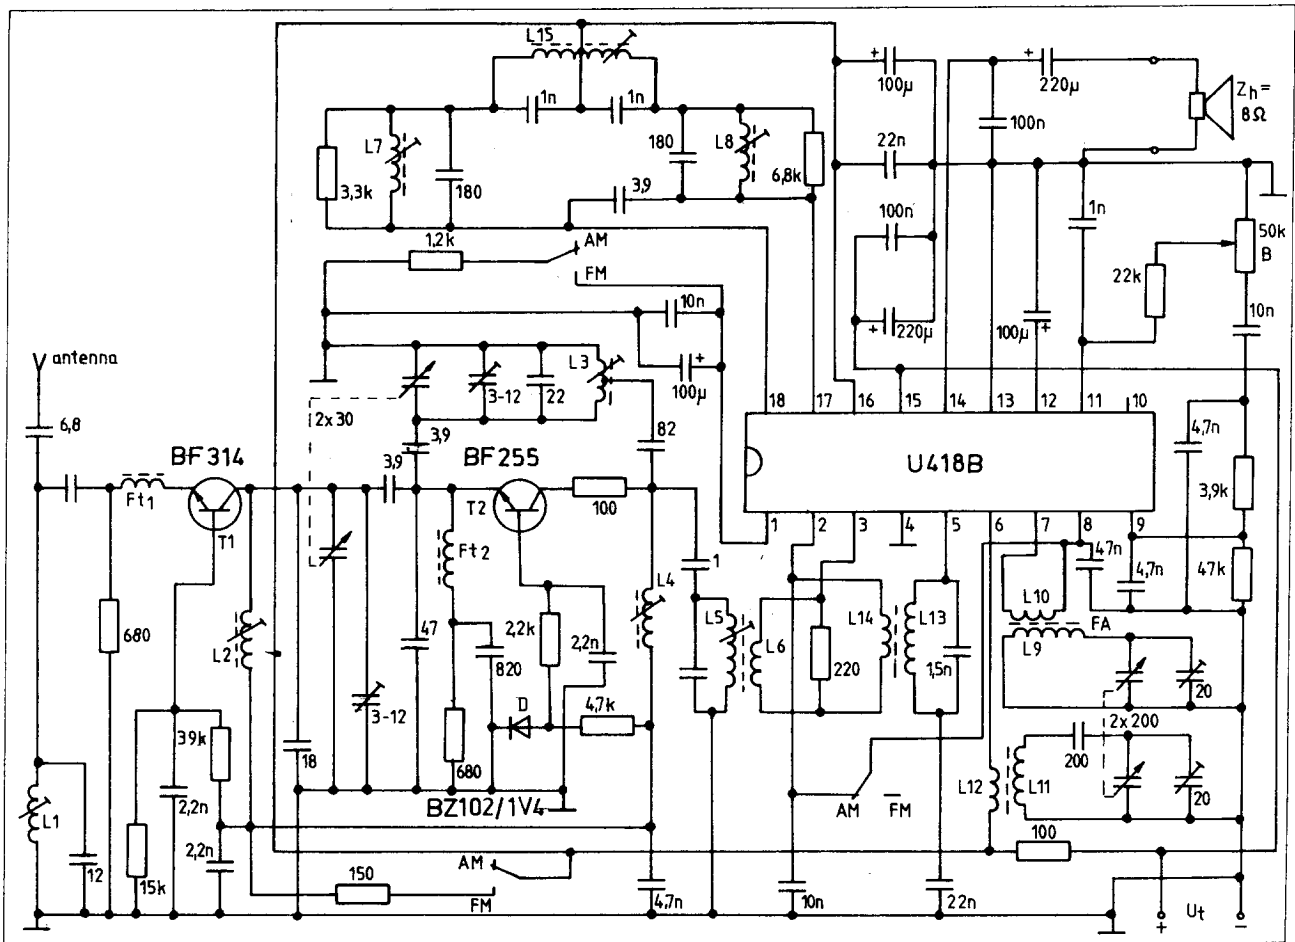 L15
+
100µ
+
220µ
Zh=
8Ω
1n
1n
L7
180
3,3k
180
L8
6,8k
3,9
22n
100n
100n
1n
50k
B
22k
10n
1,2k
AM
FM
10n
+
220µ
100µ
+
antenna
6,8
2x30
3-12
22
L3
+
100µ
3,9
3,9
82
18
17
16
15
14
13
12
11
10
U418B
4,7n
3,9k
BF314
BF255
Ft1
T1
T2
100
1
2
3
4
5
6
7
8
9
Ft2
L4
1
47n
4,7n
47k
680
L2
47
820
2,2k
2,2n
L5
L6
220
L14
L13
1,5n
L10
FA
L9
20
39k
18
3-12
680
D
4,7k
2x200
200
L12
L11
20
L1
12
15k
2,2n
2,2n
BZ102/1V4
AM
FM
100
AM
150
FM
4,7n
10n
22n
Ut
+
-